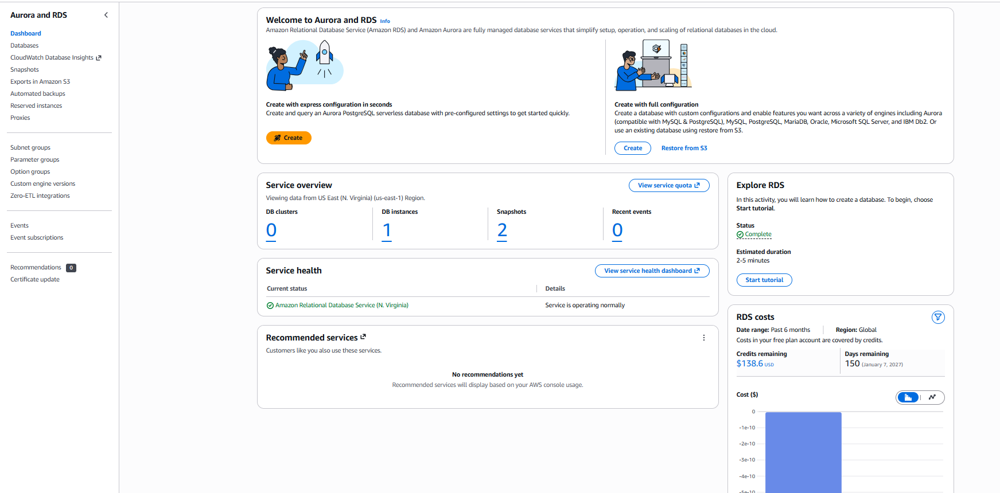 Aurora and RDS
Dashboard
Databases
CloudWatch Database Insights
Snapshots
Exports in Amazon S3
Automated backups
Reserved instances
Proxies
Subnet groups
Parameter groups
Option groups
Custom engine versions
Zero-ETL integrations
Events
Event subscriptions
Recommendations 0
Certificate update
Welcome to Aurora and RDS Info
Amazon Relational Database Service (Amazon RDS) and Amazon Aurora are fully managed database services that simplify setup, operation, and scaling of relational databases in the cloud.
Create with express configuration in seconds
Create and query an Aurora PostgreSQL serverless database with pre-configured settings to get started quickly.
Create
Create with full configuration
Create a database with custom configurations and enable features you want across a variety of engines including Aurora
(compatible with MySQL & PostgreSQL), MySQL, PostgreSQL, MariaDB, Oracle, Microsoft SQL Server, and IBM Db2. Or
use an existing database using restore from S3.
Create Restore from S3
Service overview
View service quota
Viewing data from US East (N. Virginia) (us-east-1) Region.
DB clusters DB instances Snapshots Recent events
0 1 2 0
Service health
View service health dashboard
Current status Details
Amazon Relational Database Service (N. Virginia) Service is operating normally
Recommended services
Customers like you also use these services.
No recommendations yet
Recommended services will display based on your AWS console usage.
Explore RDS
In this activity, you will learn how to create a database. To begin, choose
Start tutorial.
Status
Complete
Estimated duration
2-5 minutes
Start tutorial
RDS costs
Date range: Past 6 months Region: Global
Costs in your free plan account are covered by credits.
Credits remaining Days remaining
$138.6 USD 150 (January 7, 2027)
Cost ($)
0
-1e-10
-2e-10
-3e-10
-4e-10
-5e-10